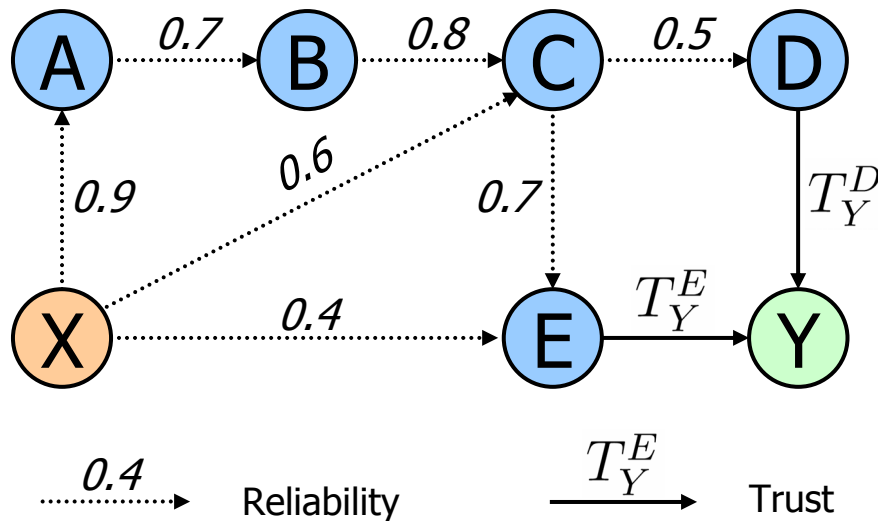 A 0.7 B 0.8 C 0.5 D
0.6
0.9 0.7 T_Y^D
X 0.4 E T_Y^E Y
0.4 Reliability T_Y^E Trust